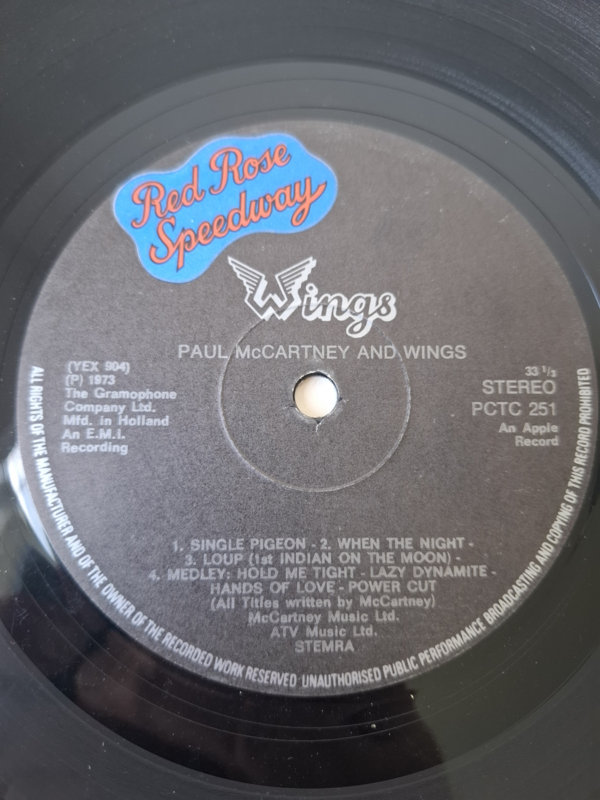 Red Rose
Speedway
Wings
PAUL McCARTNEY AND WINGS
(YEX 904)
(P) 1973
The Gramophone
Company Ltd.
Mfd. in Holland
An E.M.I.
Recording
33 1/3
STEREO
PCTC 251
An Apple
Record
1. SINGLE PIGEON - 2. WHEN THE NIGHT -
3. LOUP (1st INDIAN ON THE MOON) -
4. MEDLEY: HOLD ME TIGHT - LAZY DYNAMITE -
HANDS OF LOVE - POWER CUT
(All Titles written by McCartney)
McCartney Music Ltd.
ATV Music Ltd.
STEMRA
ALL RIGHTS OF THE MANUFACTURER AND OF THE OWNER OF THE RECORDED WORK RESERVED · UNAUTHORISED PUBLIC PERFORMANCE BROADCASTING AND COPYING OF THIS RECORD PROHIBITED